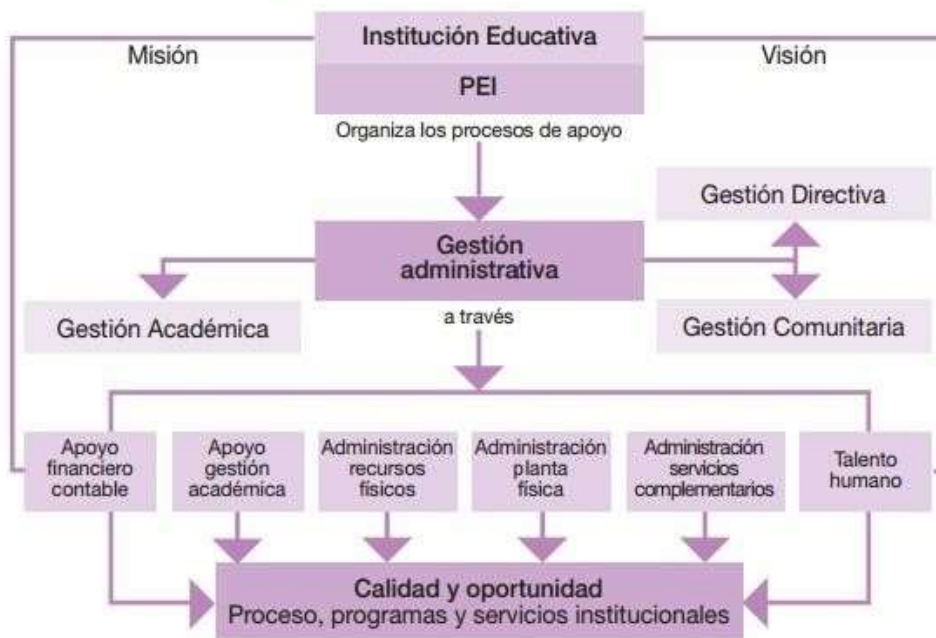 Institución Educativa
Misión
Visión
PEI
Organiza los procesos de apoyo
Gestión Directiva
Gestión
administrativa
Gestión Académica
a través
Gestión Comunitaria
Apoyo
financiero
contable
Apoyo
gestión
académica
Administración
recursos
físicos
Administración
planta
física
Administración
servicios
complementarios
Talento
humano
Calidad y oportunidad
Proceso, programas y servicios institucionales